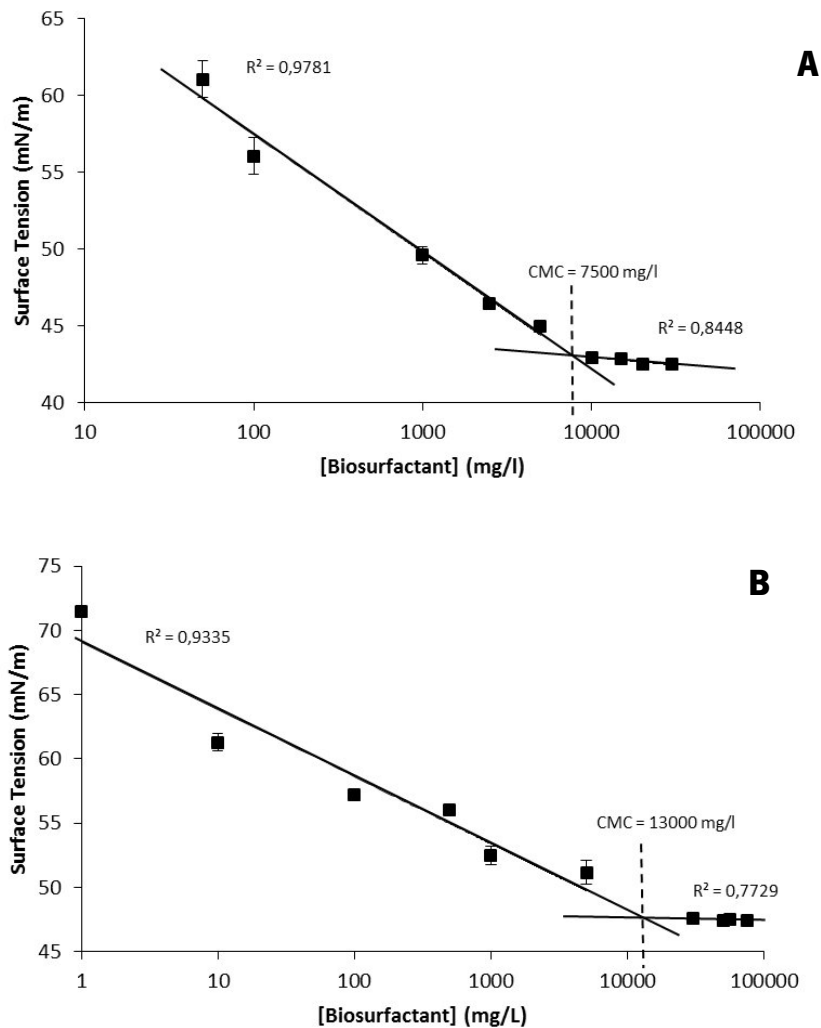 A
Surface Tension (mN/m)
65
60
55
50
45
40
R² = 0,9781
CMC = 7500 mg/l
R² = 0,8448
10
100
1000
10000
100000
[Biosurfactant] (mg/l)
B
Surface Tension (mN/m)
75
70
65
60
55
50
45
R² = 0,9335
CMC = 13000 mg/l
R² = 0,7729
1
10
100
1000
10000
100000
[Biosurfactant] (mg/L)